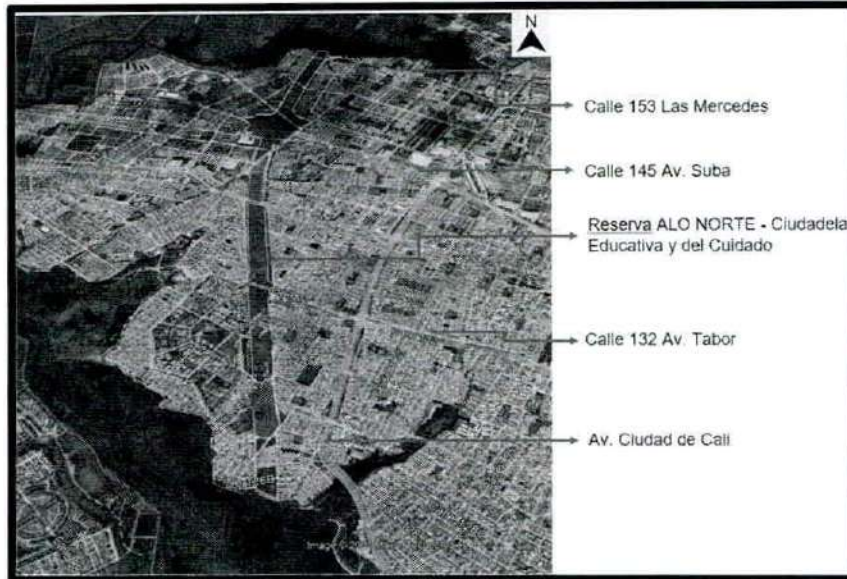 N
Calle 153 Las Mercedes
Calle 145 Av. Suba
Reserva ALO NORTE - Ciudadela
Educativa y del Cuidado
Calle 132 Av. Tabor
Av. Ciudad de Cali